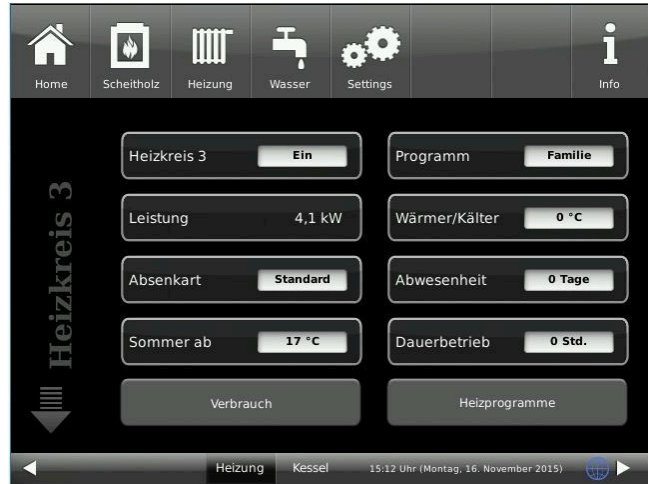 Home Scheitholz Heizung Wasser Settings Info
Heizkreis 3
Heizkreis 3 Ein
Programm Familie
Leistung 4,1 kW
Wärmer/Kälter 0 °C
Absenkart Standard
Abwesenheit 0 Tage
Sommer ab 17 °C
Dauerbetrieb 0 Std.
Verbrauch
Heizprogramme
Heizung Kessel 15:12 Uhr (Montag, 16. November 2015)